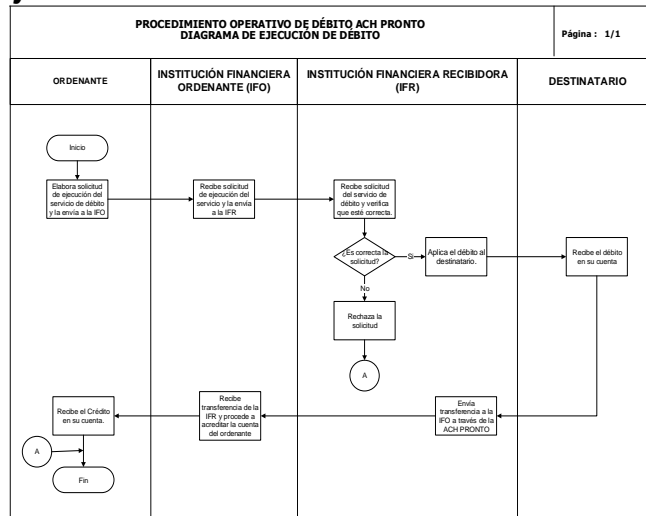 PROCEDIMIENTO OPERATIVO DE DÉBITO ACH PRONTO
DIAGRAMA DE EJECUCIÓN DE DÉBITO
Página : 1/1
ORDENANTE
INSTITUCIÓN FINANCIERA
ORDENANTE (IFO)
INSTITUCIÓN FINANCIERA RECIBIDORA
(IFR)
DESTINATARIO
Inicio
Elabora solicitud
de ejecución del
servicio de débito
y la envía a la IFO
Recibe solicitud
de ejecución del
servicio y la envía
a la IFR
Recibe solicitud
del servicio de
débito y verifica
que esté correcta.
¿Es correcta la
solicitud?
Si
Aplica el débito al
destinatario.
Recibe el débito
en su cuenta
No
Rechaza la
solicitud
A
Recibe el Crédito
en su cuenta.
Recibe
transferencia de la
IFR y procede a
acreditar la cuenta
del ordenante
Envía
transferencia a la
IFO a través de la
ACH PRONTO
A
Fin